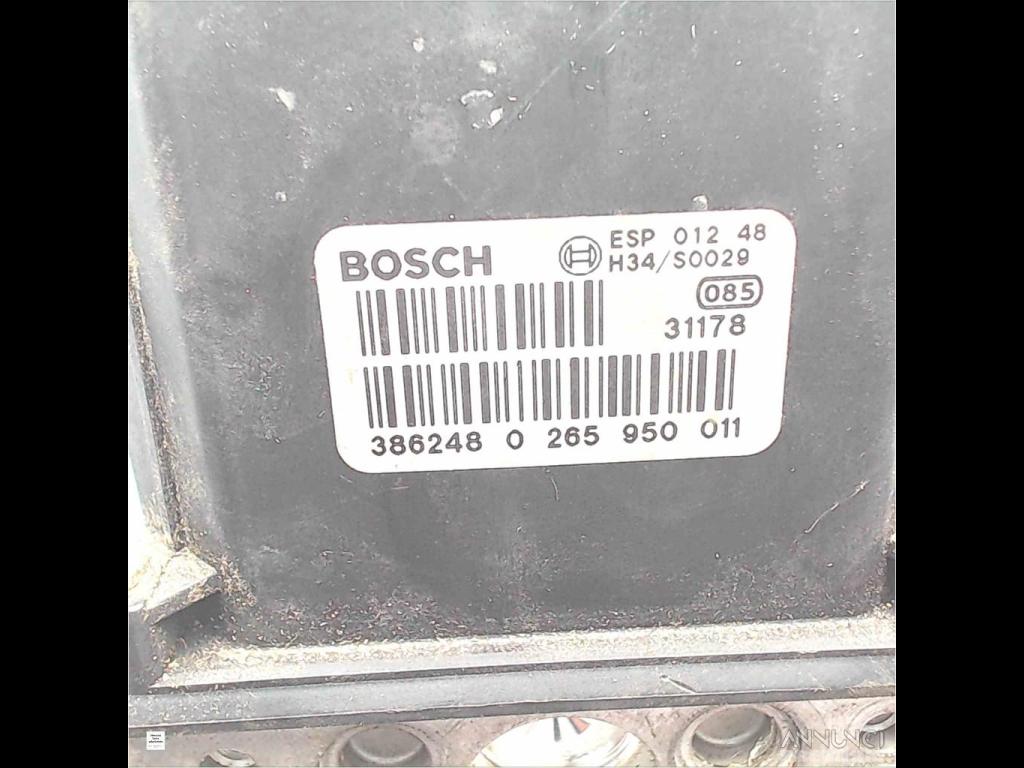 BOSCH
ESP 012 48
H34/S0029
085
31178
386248 0 265 950 011
ANNUNCI